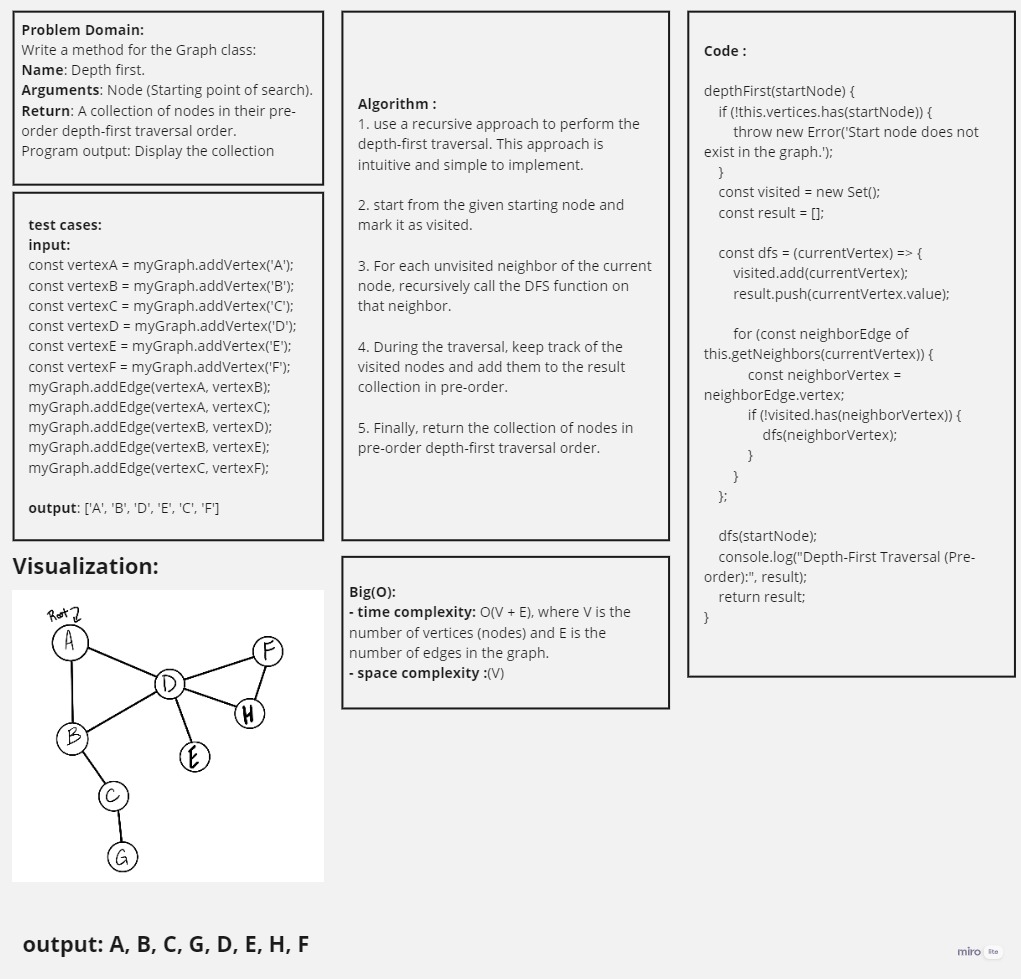 Problem Domain:
Write a method for the Graph class:
Name: Depth first.
Arguments: Node (Starting point of search).
Return: A collection of nodes in their pre-
order depth-first traversal order.
Program output: Display the collection
test cases:
input:
const vertexA = myGraph.addVertex('A');
const vertexB = myGraph.addVertex('B');
const vertexC = myGraph.addVertex('C');
const vertexD = myGraph.addVertex('D');
const vertexE = myGraph.addVertex('E');
const vertexF = myGraph.addVertex('F');
myGraph.addEdge(vertexA, vertexB);
myGraph.addEdge(vertexA, vertexC);
myGraph.addEdge(vertexB, vertexD);
myGraph.addEdge(vertexB, vertexE);
myGraph.addEdge(vertexC, vertexF);
output: ['A', 'B', 'D', 'E', 'C', 'F']
Visualization:
Root
A
F
D
H
B
E
C
G
output: A, B, C, G, D, E, H, F
Algorithm :
1. use a recursive approach to perform the
depth-first traversal. This approach is
intuitive and simple to implement.
2. start from the given starting node and
mark it as visited.
3. For each unvisited neighbor of the current
node, recursively call the DFS function on
that neighbor.
4. During the traversal, keep track of the
visited nodes and add them to the result
collection in pre-order.
5. Finally, return the collection of nodes in
pre-order depth-first traversal order.
Big(O):
- time complexity: O(V + E), where V is the
number of vertices (nodes) and E is the
number of edges in the graph.
- space complexity :(V)
Code :
depthFirst(startNode) {
if (!this.vertices.has(startNode)) {
throw new Error('Start node does not
exist in the graph.');
}
const visited = new Set();
const result = [];
const dfs = (currentVertex) => {
visited.add(currentVertex);
result.push(currentVertex.value);
for (const neighborEdge of
this.getNeighbors(currentVertex)) {
const neighborVertex =
neighborEdge.vertex;
if (!visited.has(neighborVertex)) {
dfs(neighborVertex);
}
}
};
dfs(startNode);
console.log("Depth-First Traversal (Pre-
order):", result);
return result;
}
miro lite